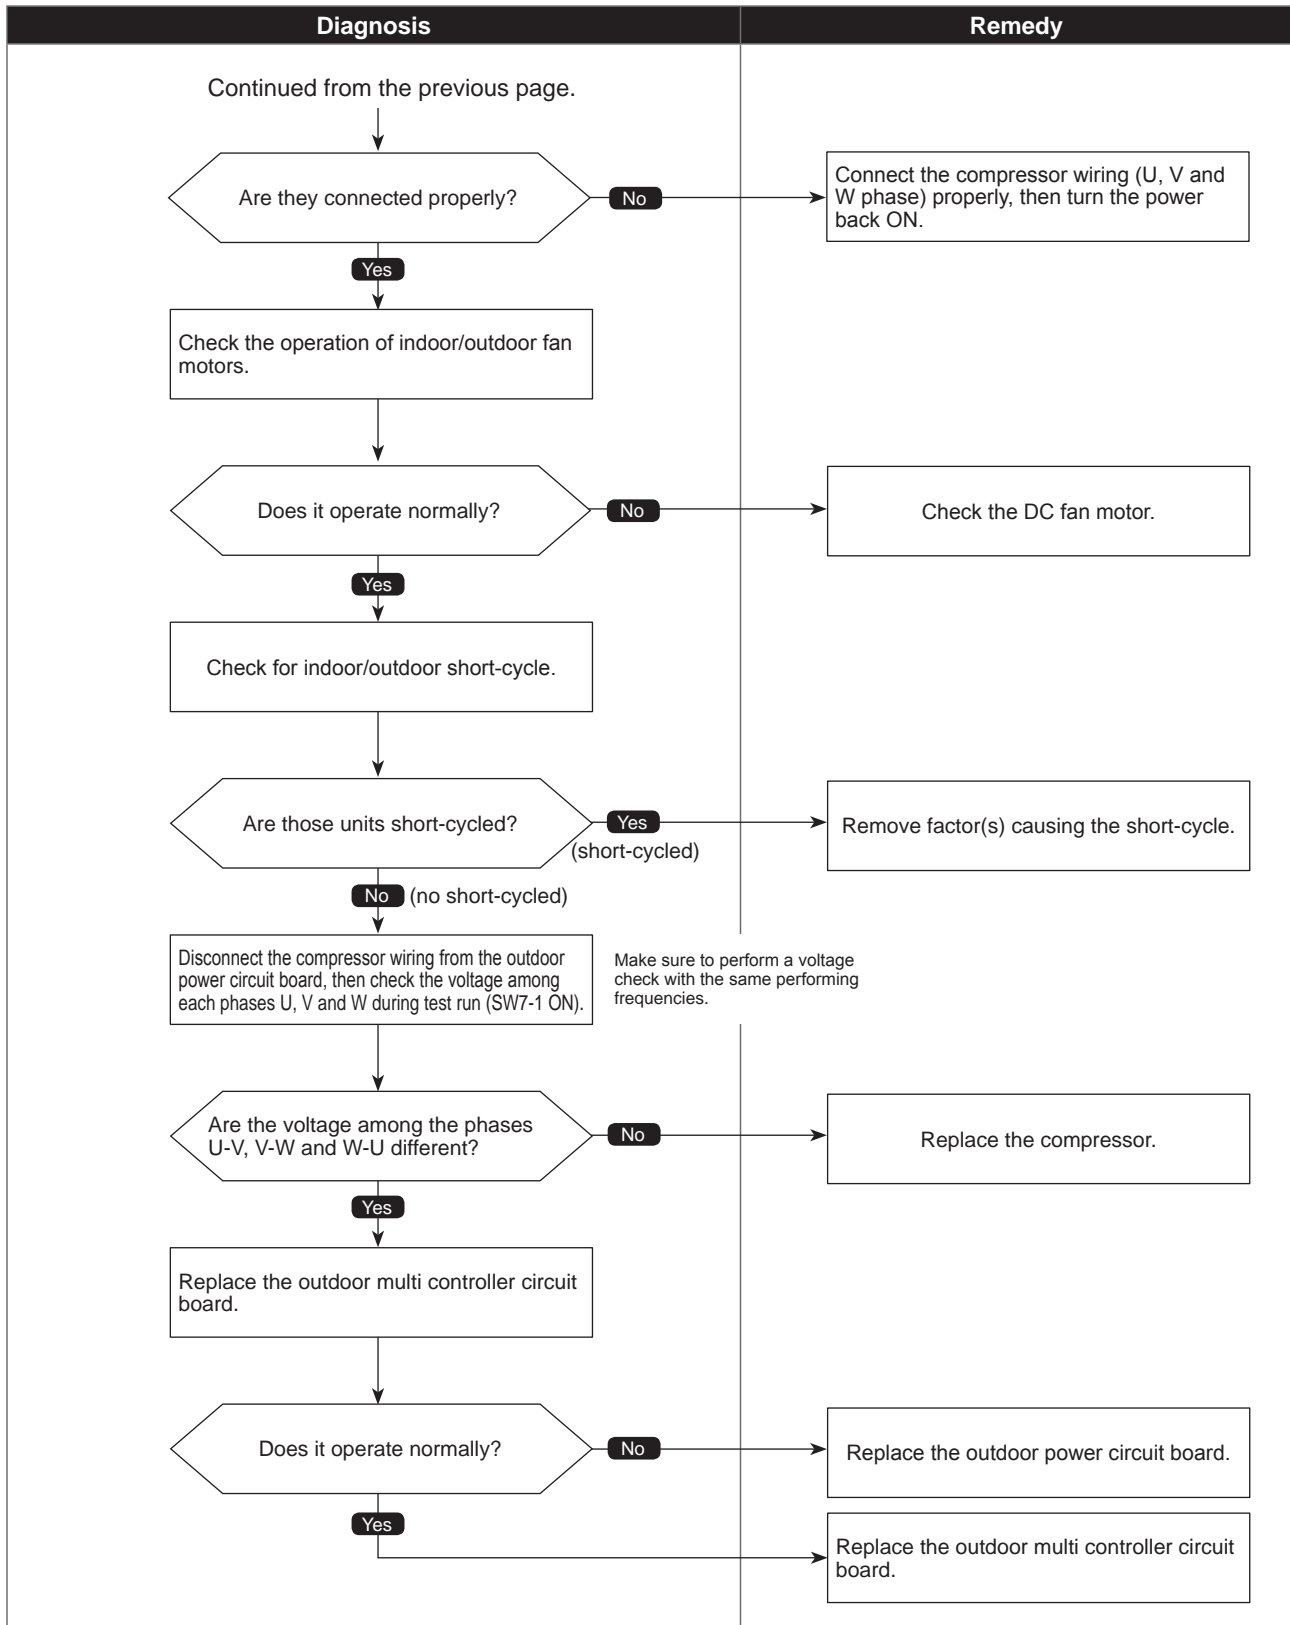 Diagnosis
Remedy
Continued from the previous page.
Are they connected properly?
No
Connect the compressor wiring (U, V and
W phase) properly, then turn the power
back ON.
Yes
Check the operation of indoor/outdoor fan
motors.
Does it operate normally?
No
Check the DC fan motor.
Yes
Check for indoor/outdoor short-cycle.
Are those units short-cycled?
Yes
(short-cycled)
Remove factor(s) causing the short-cycle.
No (no short-cycled)
Disconnect the compressor wiring from the outdoor
power circuit board, then check the voltage among
each phases U, V and W during test run (SW7-1 ON).
Make sure to perform a voltage
check with the same performing
frequencies.
Are the voltage among the phases
U-V, V-W and W-U different?
No
Replace the compressor.
Yes
Replace the outdoor multi controller circuit
board.
Does it operate normally?
No
Replace the outdoor power circuit board.
Yes
Replace the outdoor multi controller circuit
board.